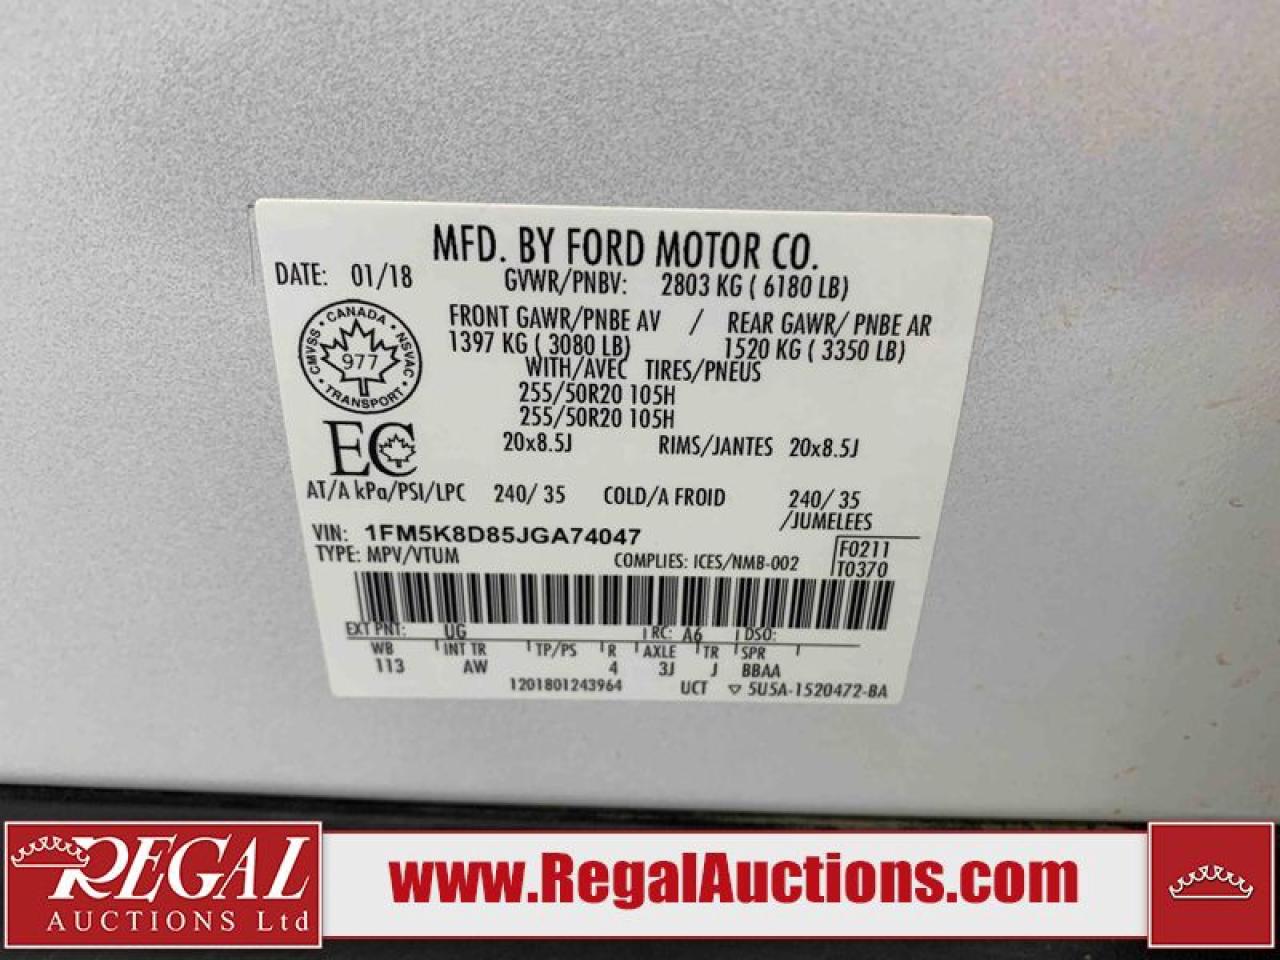 MFD. BY FORD MOTOR CO.
DATE: 01/18
GVWR/PNBV: 2803 KG ( 6180 LB)
FRONT GAWR/PNBE AV / REAR GAWR/ PNBE AR
1397 KG ( 3080 LB) 1520 KG ( 3350 LB)
WITH/AVEC TIRES/PNEUS
255/50R20 105H
255/50R20 105H
20x8.5J RIMS/JANTES 20x8.5J
CANADA
CMVSS 977 NSVAC
TRANSPORT
EC
AT/A kPa/PSI/LPC 240/ 35 COLD/A FROID 240/ 35
/JUMELEES
VIN: 1FM5K8D85JGA74047
TYPE: MPV/VTUM COMPLIES: ICES/NMB-002
F0211
T0370
EXT PNT: UG RC: A6 DSO:
WB INT TR TP/PS R AXLE TR SPR
113 AW 4 3J J BBAA
1201801243964 UCT ▽ 5U5A-1520472-BA
REGAL
AUCTIONS Ltd
www.RegalAuctions.com